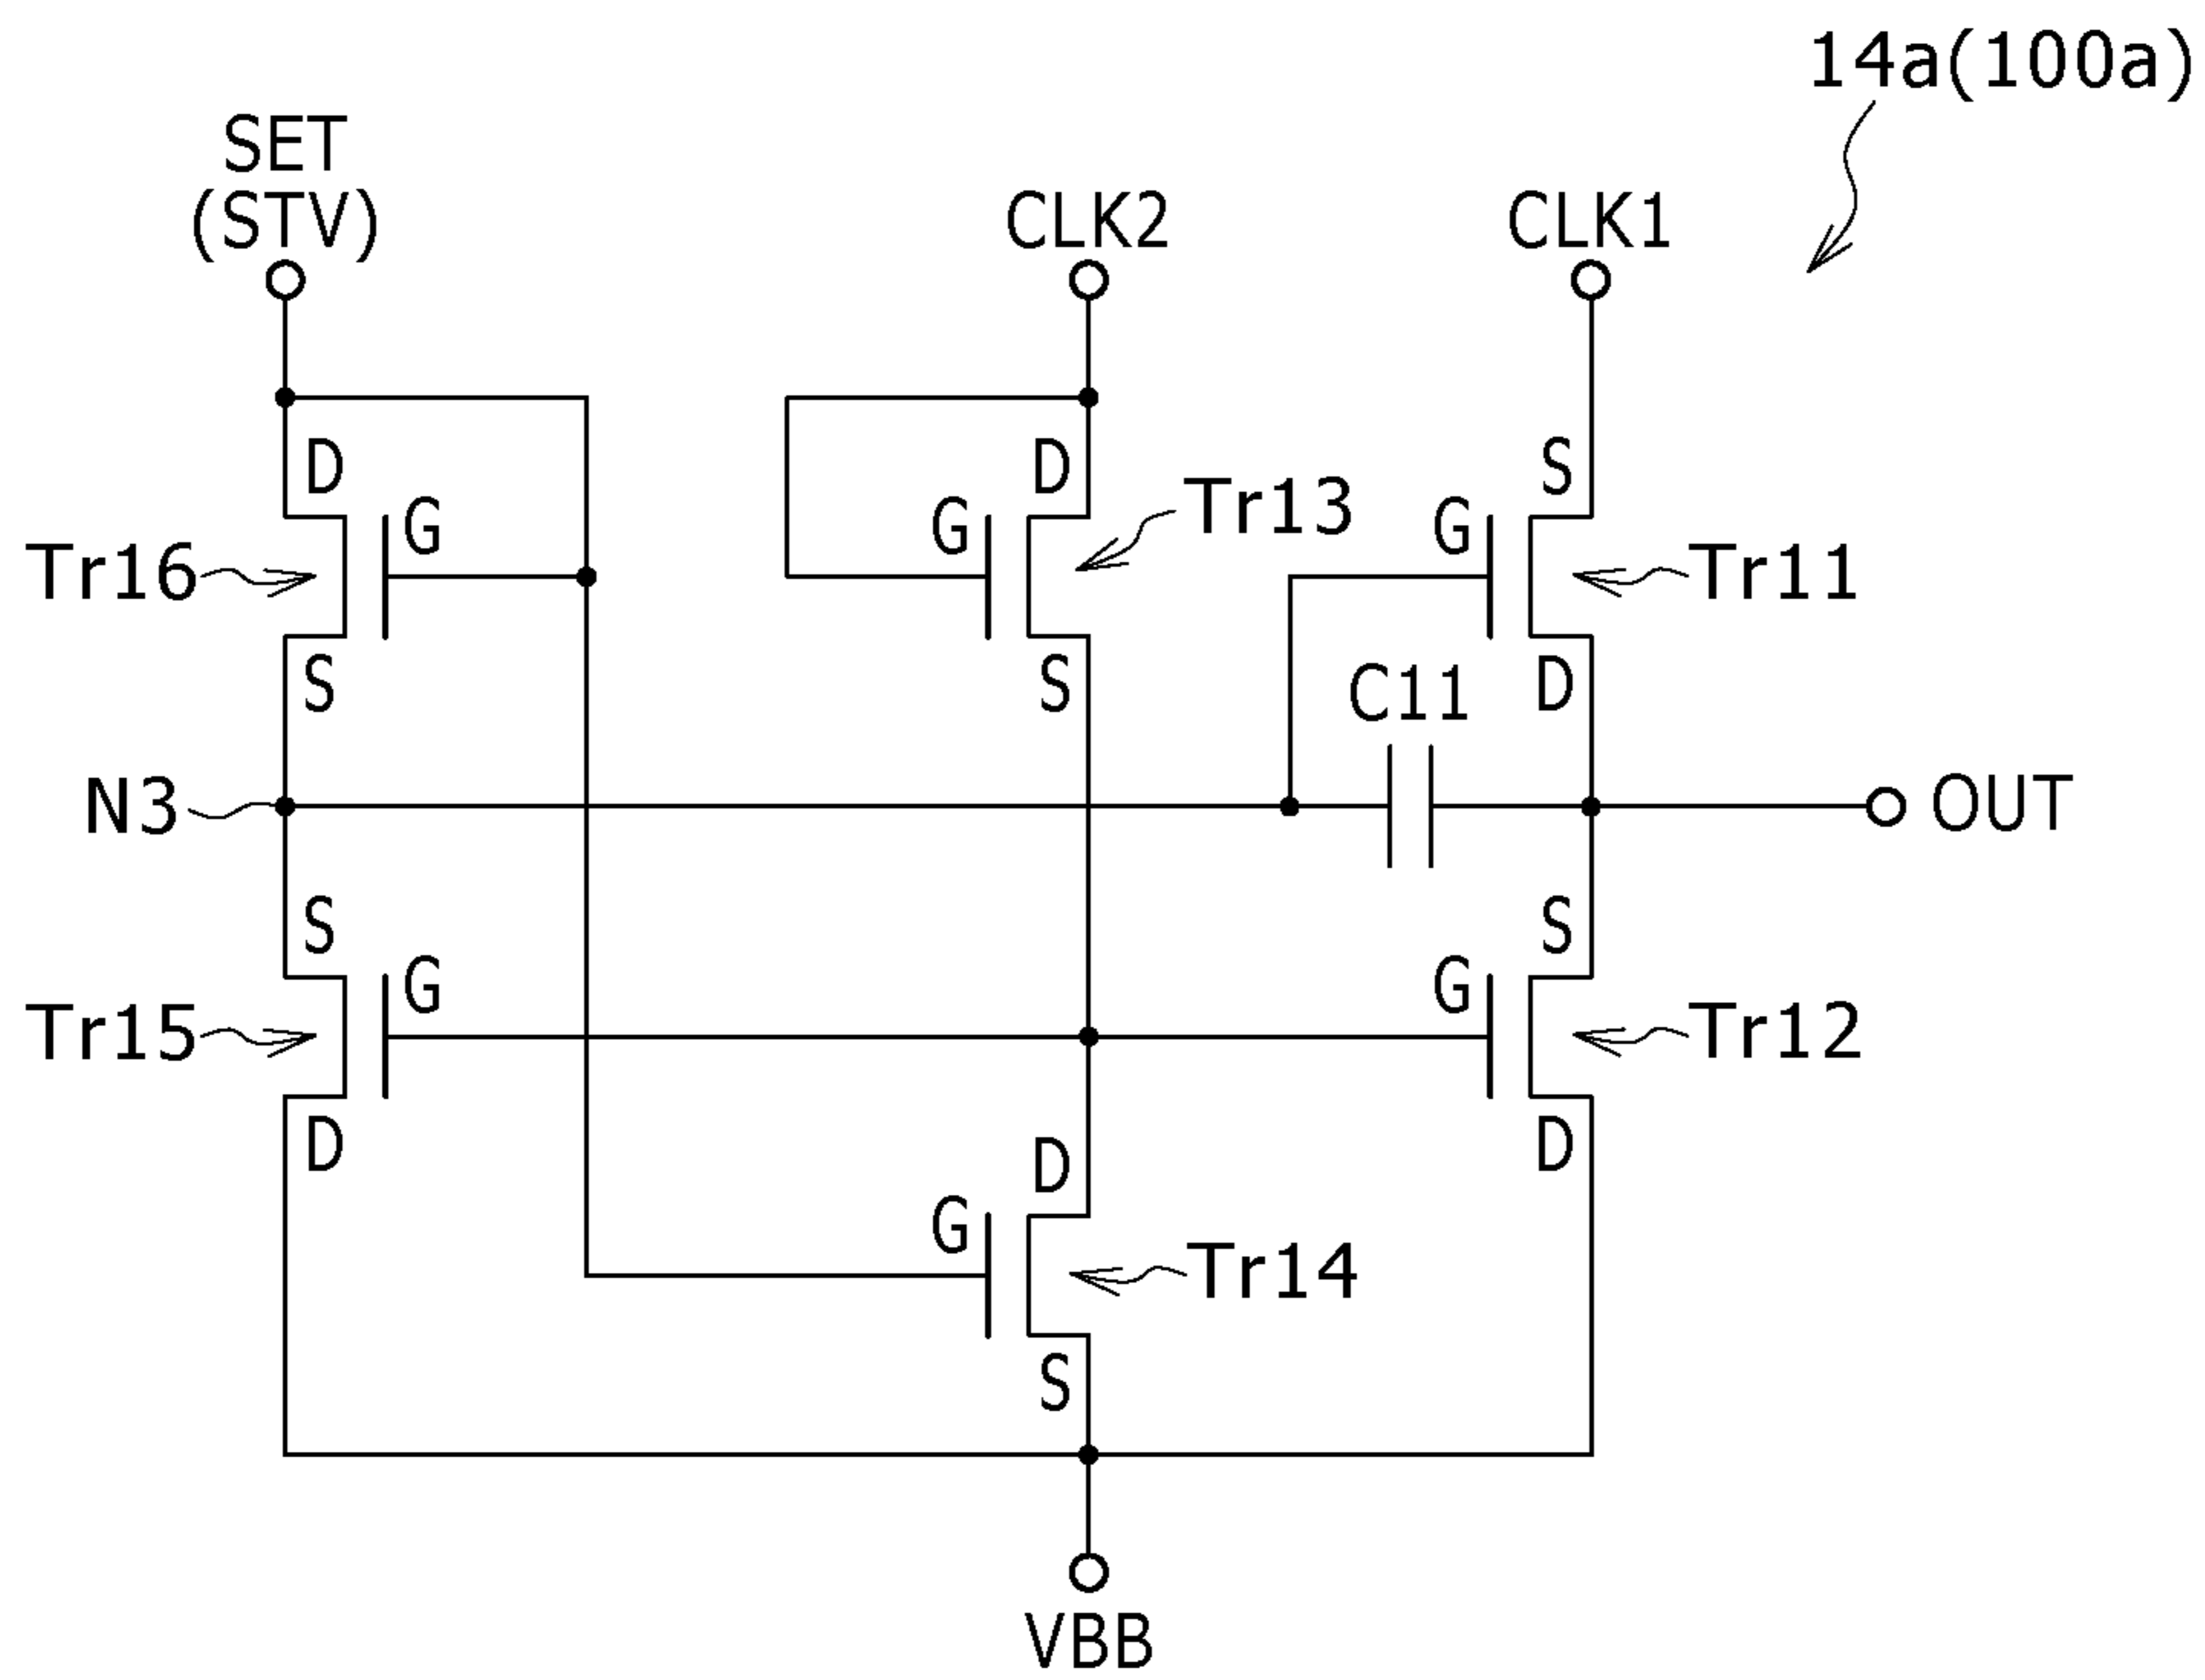 14a(100a)
SET
(STV)
CLK2
CLK1
D
D
S
G
G
Tr13
G
Tr16
Tr11
S
S
C11
D
N3
OUT
S
S
G
G
Tr15
Tr12
D
D
D
G
Tr14
S
VBB